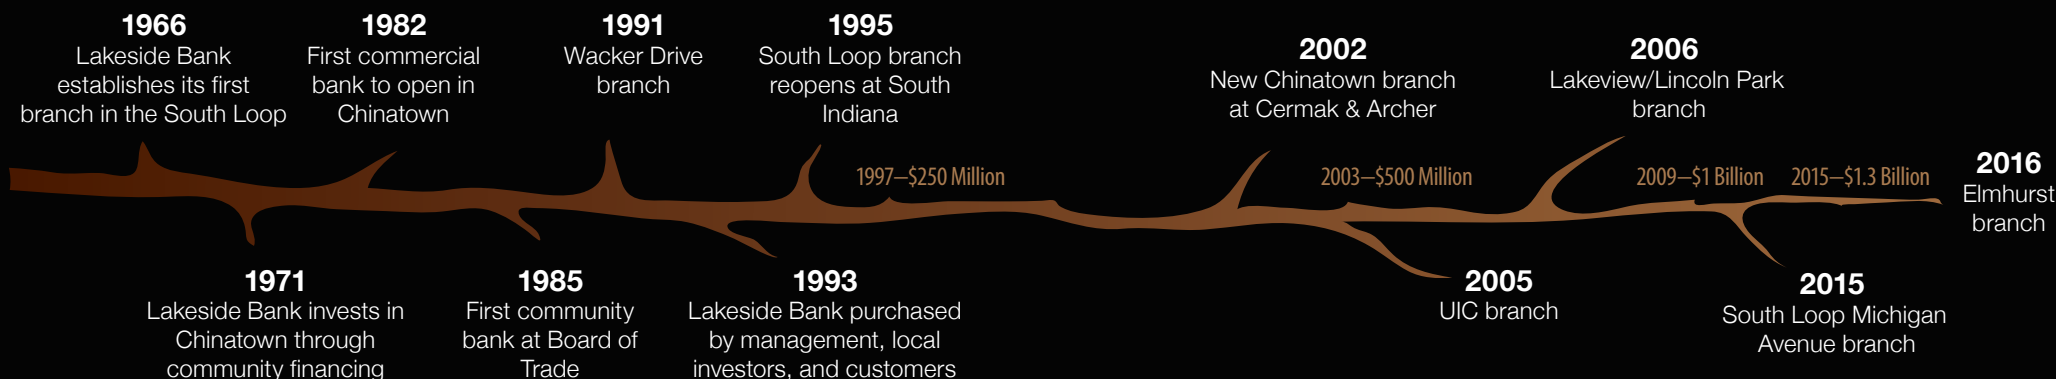 1966
Lakeside Bank
establishes its first
branch in the South Loop
1982
First commercial
bank to open in
Chinatown
1991
Wacker Drive
branch
1995
South Loop branch
reopens at South
Indiana
2002
New Chinatown branch
at Cermak & Archer
2006
Lakeview/Lincoln Park
branch
1997–$250 Million
2003–$500 Million
2009–$1 Billion
2015–$1.3 Billion
2016
Elmhurst
branch
1971
Lakeside Bank invests in
Chinatown through
community financing
1985
First community
bank at Board of
Trade
1993
Lakeside Bank purchased
by management, local
investors, and customers
2005
UIC branch
2015
South Loop Michigan
Avenue branch